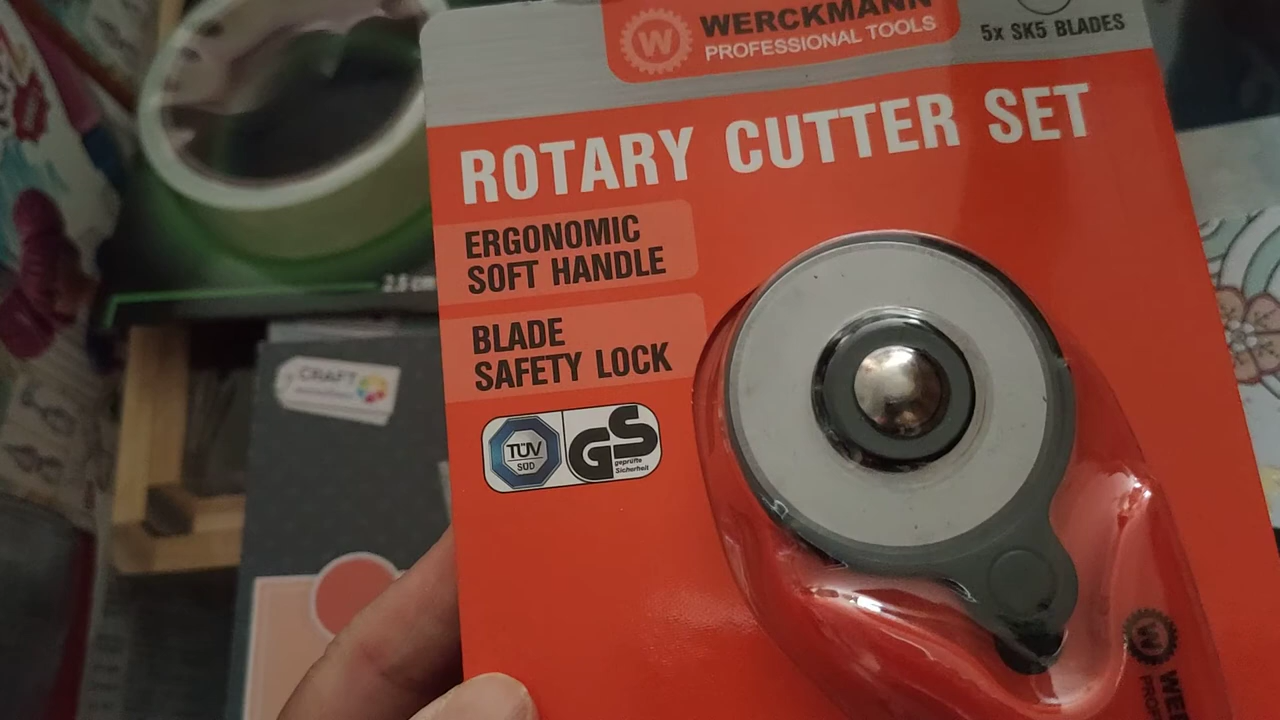 WERCKMANN
PROFESSIONAL TOOLS
5x SK5 BLADES
ROTARY CUTTER SET
ERGONOMIC
SOFT HANDLE
BLADE
SAFETY LOCK
TÜV
SÜD
GS
geprüfte
Sicherheit
2.5 cm
CRAFT
W
W